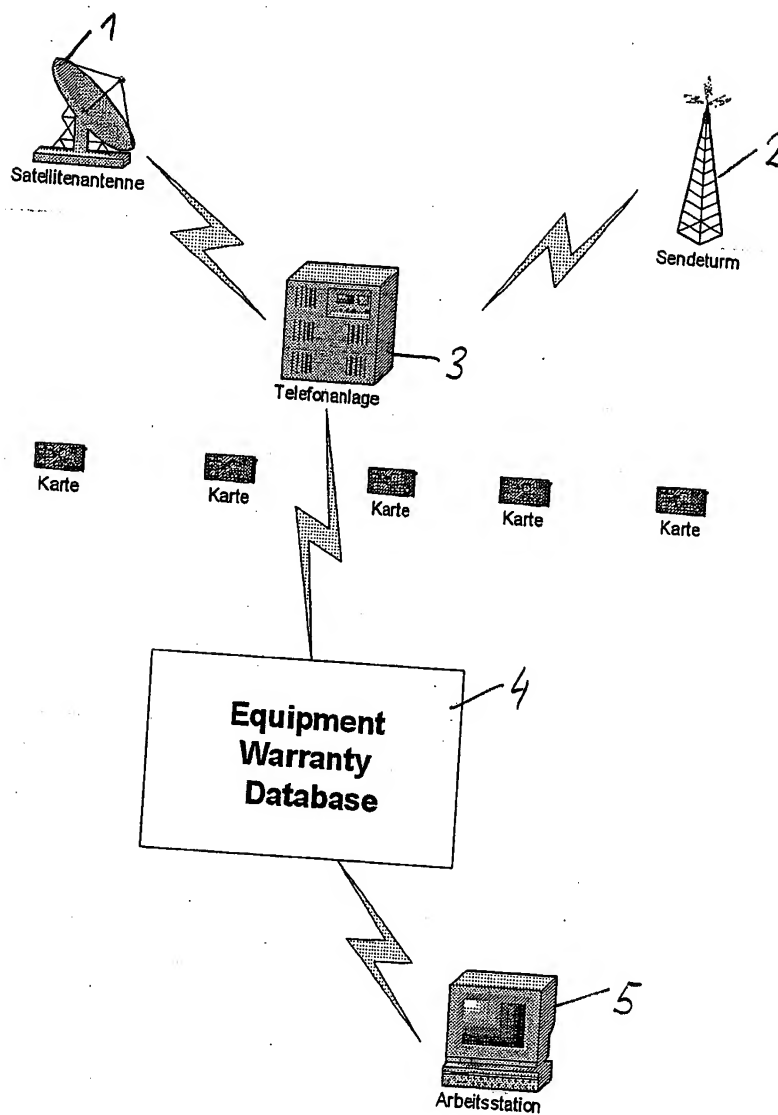 1
Satellitenantenne
2
Sendeturm
3
Telefonanlage
Karte
Karte
Karte
Karte
Karte
4
Equipment
Warranty
Database
5
Arbeitsstation